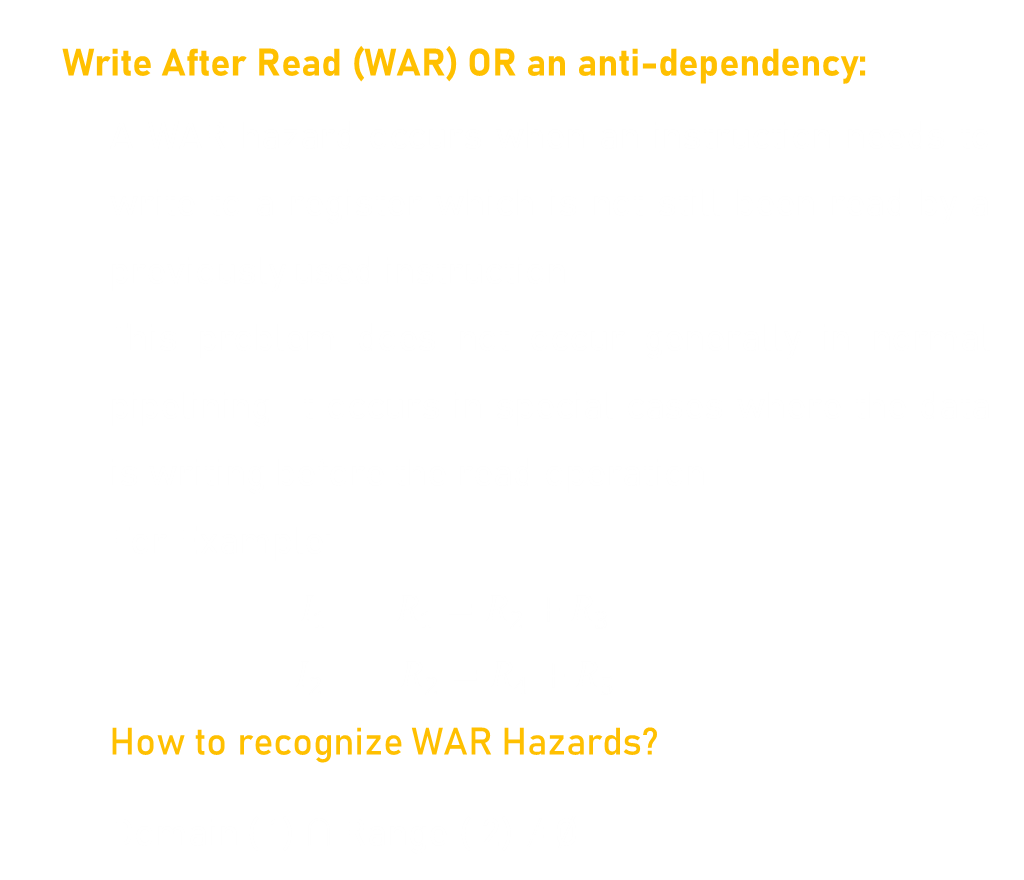 Write After Read (WAR) OR an anti-dependency:
How to recognize WAR Hazards?